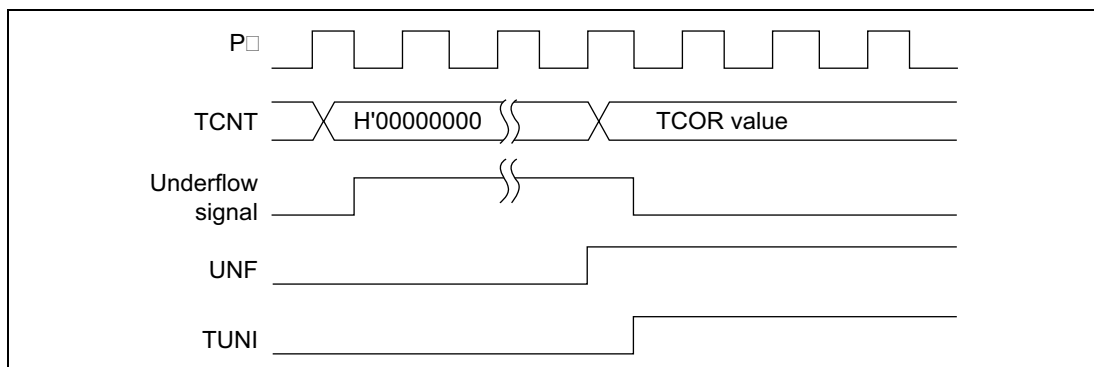 P□
TCNT
H'00000000
TCOR value
Underflow
signal
UNF
TUNI